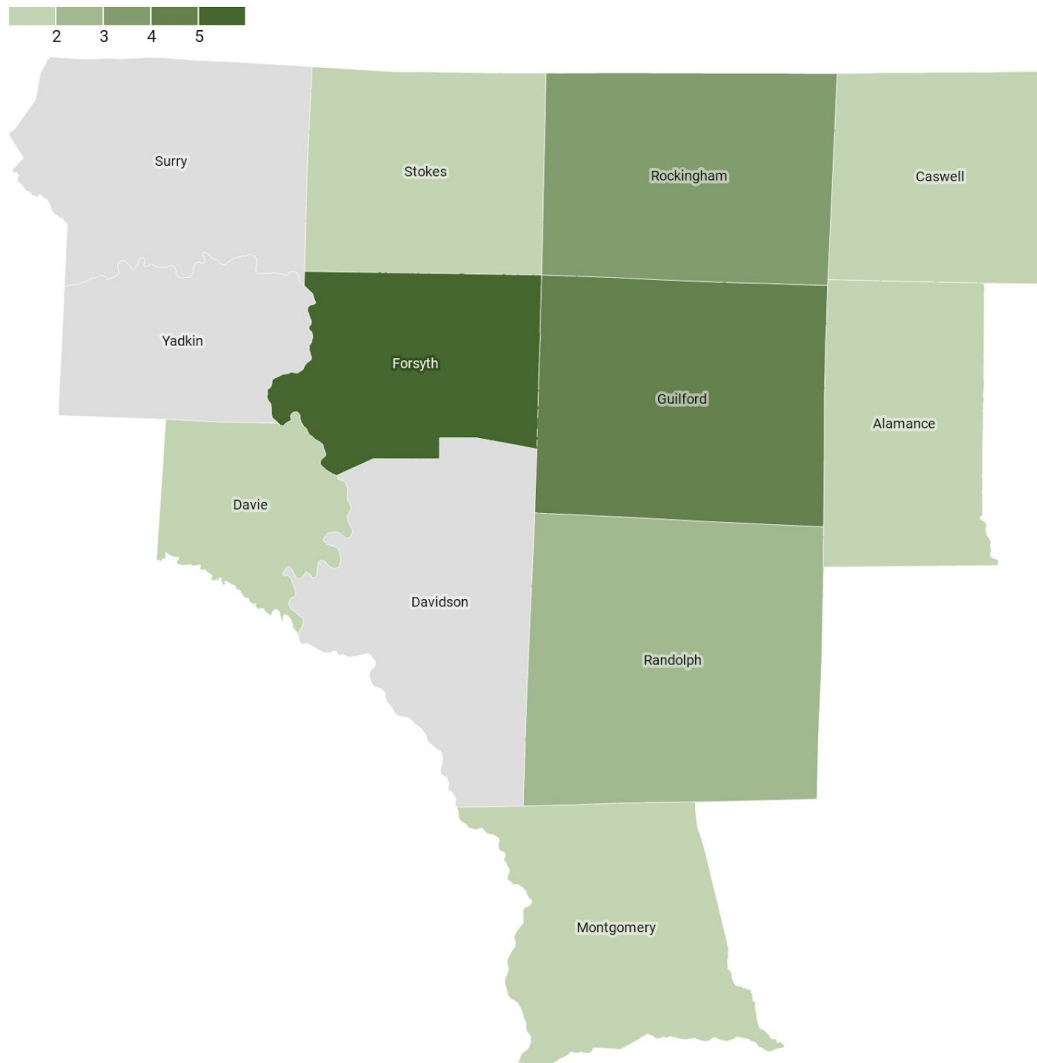 2 3 4 5
Surry
Stokes
Rockingham
Caswell
Yadkin
Forsyth
Guilford
Alamance
Davie
Davidson
Randolph
Montgomery